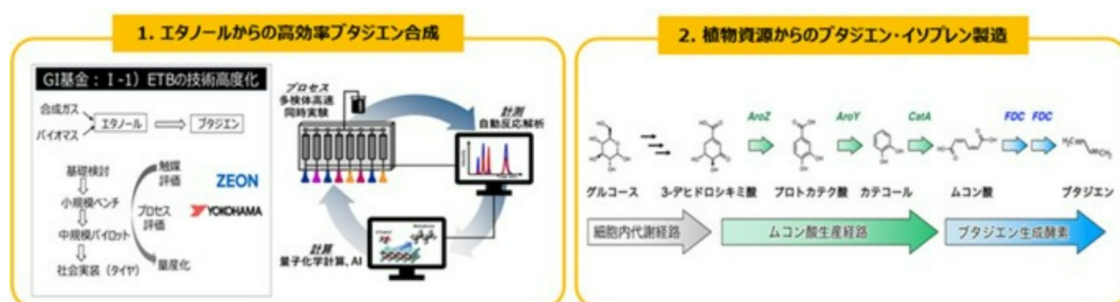 1. エタノールからの高効率ブタジエン合成
GI基金：Ⅰ-1）ETBの技術高度化
合成ガス
バイオマス
エタノール
ブタジエン
基礎検討
小規模ベンチ
中規模パイロット
社会実装（タイヤ）
触媒
評価
プロセス
評価
量産化
ZEON
YOKOHAMA
プロセス
多検体高速
同時実験
計測
自動反応解析
計算
量子化学計算, AI
2. 植物資源からのブタジエン・イソプレン製造
AroZ
AroY
CatA
FDC
FDC
グルコース
3-デヒドロシキミ酸
プロトカテク酸
カテコール
ムコン酸
ブタジエン
細胞内代謝経路
ムコン酸生産経路
ブタジエン生成酵素